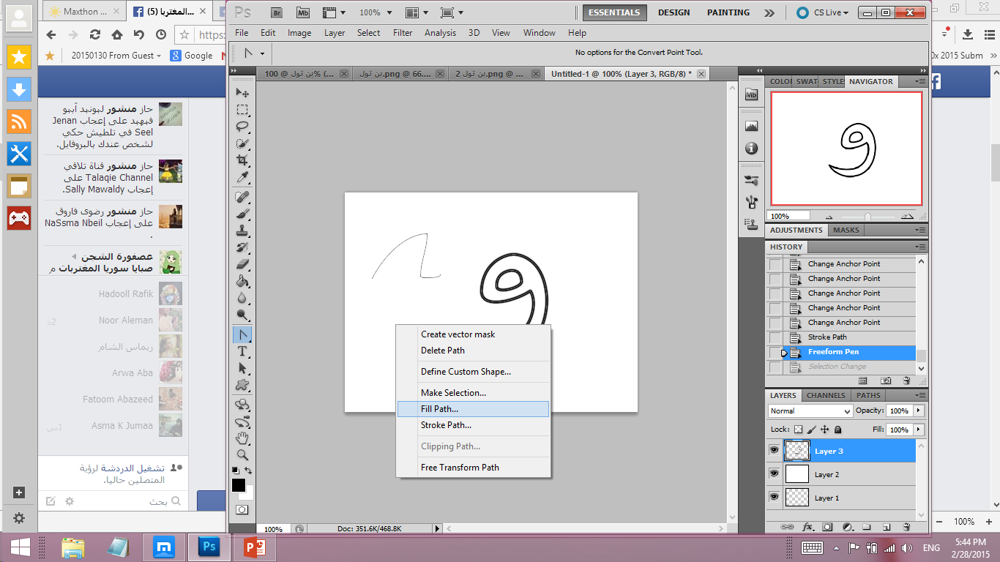 Maxthon ...
(5) المغتربا...
https:
20150130 From Guest
Google
0x 2015 Subm
»
حاز منشور لبونبد آببو
فبهبد على إعجاب Jenan
Seel في تلطيش حكي
لشخص عندك بالبروفايل.
حاز منشور قناة تلاقي
Talaqie Channel على
إعجاب Sally Mawaldy.
حاز منشور رضوى فاروق
على إعجاب NaSsma Nbeil
.
عصفورة الشجن
صبايا سوريا المغتربات م
Hadooll Rafik
Noor Aleman
2د
ريماس الشام
Arwa Aba
Fatoom Abazeed
Asma K Jumaa
1س
تشغيل الدردشة لرؤية
المتصلين حاليا.
بحث
Ps
Br
Mb
100%
ESSENTIALS
DESIGN
PAINTING
»
CS Live
File
Edit
Image
Layer
Select
Filter
Analysis
3D
View
Window
Help
No options for the Convert Point Tool.
بن تول @ 100% (...
بن تول.png @ 66....
بن تول 2.png @ ...
Untitled-1 @ 100% (Layer 3, RGB/8) *
و
Create vector mask
Delete Path
Define Custom Shape...
Make Selection...
Fill Path...
Stroke Path...
Clipping Path...
Free Transform Path
100%
Doc: 351.6K/468.8K
Mb
COLOI
SWAT
STYLE
NAVIGATOR
و
100%
ADJUSTMENTS
MASKS
HISTORY
Change Anchor Point
Change Anchor Point
Change Anchor Point
Change Anchor Point
Change Anchor Point
Stroke Path
Freeform Pen
Selection Change
LAYERS
CHANNELS
PATHS
Normal
Opacity: 100%
Lock:
Fill: 100%
Layer 3
Layer 2
Layer 1
fx
100%
Ps
P
ENG
5:44 PM
2/28/2015